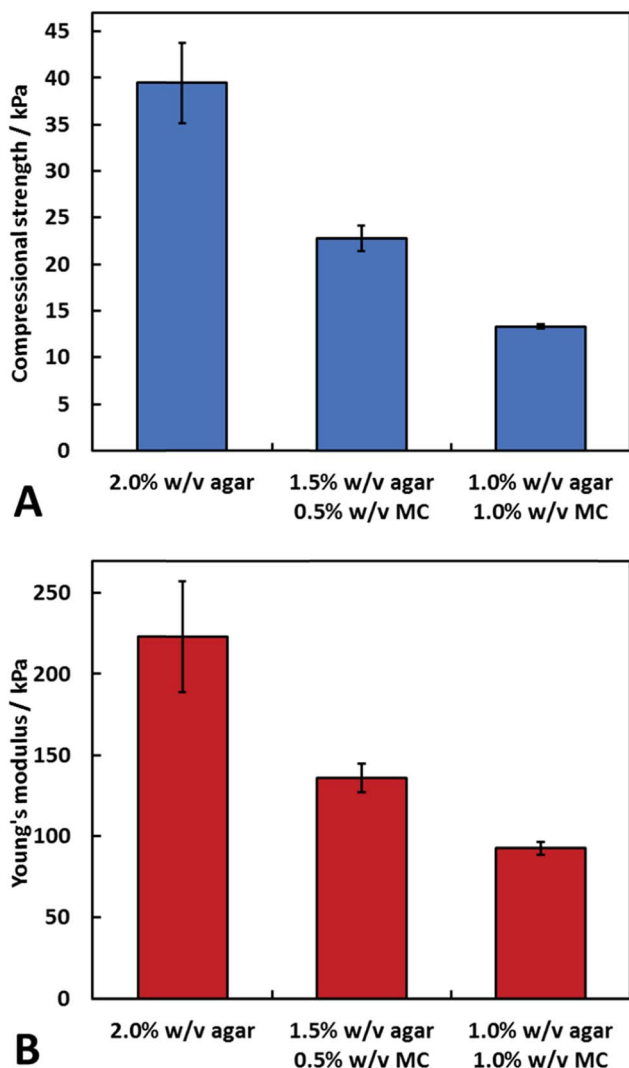 Compressional strength / kPa
45
40
35
30
25
20
15
10
5
0
2.0% w/v agar
1.5% w/v agar
0.5% w/v MC
1.0% w/v agar
1.0% w/v MC
A
Young's modulus / kPa
250
200
150
100
50
0
2.0% w/v agar
1.5% w/v agar
0.5% w/v MC
1.0% w/v agar
1.0% w/v MC
B